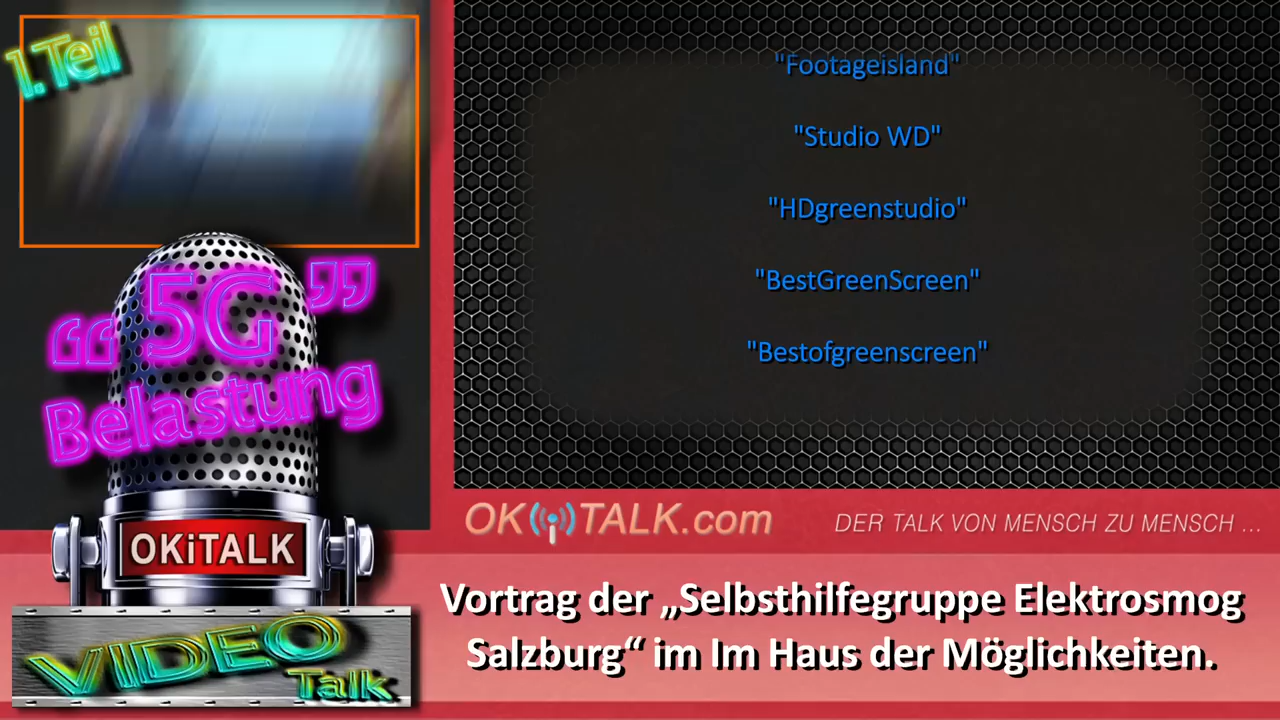 1.Teil
"Footageisland"
"Studio WD"
"HDgreenstudio"
"BestGreenScreen"
"Bestofgreenscreen"
“ 5G ”
Belastung
OKiTALK
VIDEO
Talk
OKiTALK.com
DER TALK VON MENSCH ZU MENSCH ...
Vortrag der „Selbsthilfegruppe Elektrosmog
Salzburg“ im Im Haus der Möglichkeiten.